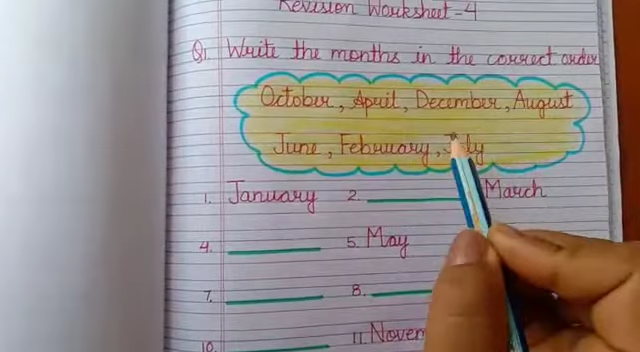 Revision Worksheet-4
Q. Write the months in the correct order
October, April, December, August
June, February, July
1. January 2. March
4. 5. May
7. 8.
10. 11.